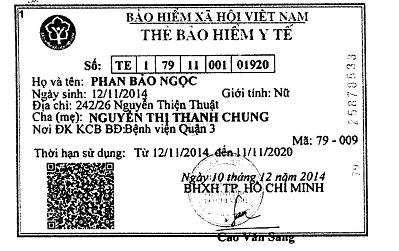 1
BẢO HIỂM XÃ HỘI VIỆT NAM
THẺ BẢO HIỂM Y TẾ
Số: TE 1 79 11 001 01920
Họ và tên: PHAN BẢO NGỌC
Ngày sinh: 12/11/2014 Giới tính: Nữ
Địa chỉ: 242/26 Nguyễn Thiện Thuật
Cha (mẹ): NGUYỄN THỊ THANH CHUNG
Nơi ĐK KCB BĐ:Bệnh viện Quận 3
Mã: 79 - 009
Thời hạn sử dụng: Từ 12/11/2014 đến 11/11/2020
Ngày 10 tháng 12 năm 2014
BHXH TP. HỒ CHÍ MINH
Cao Văn Sang